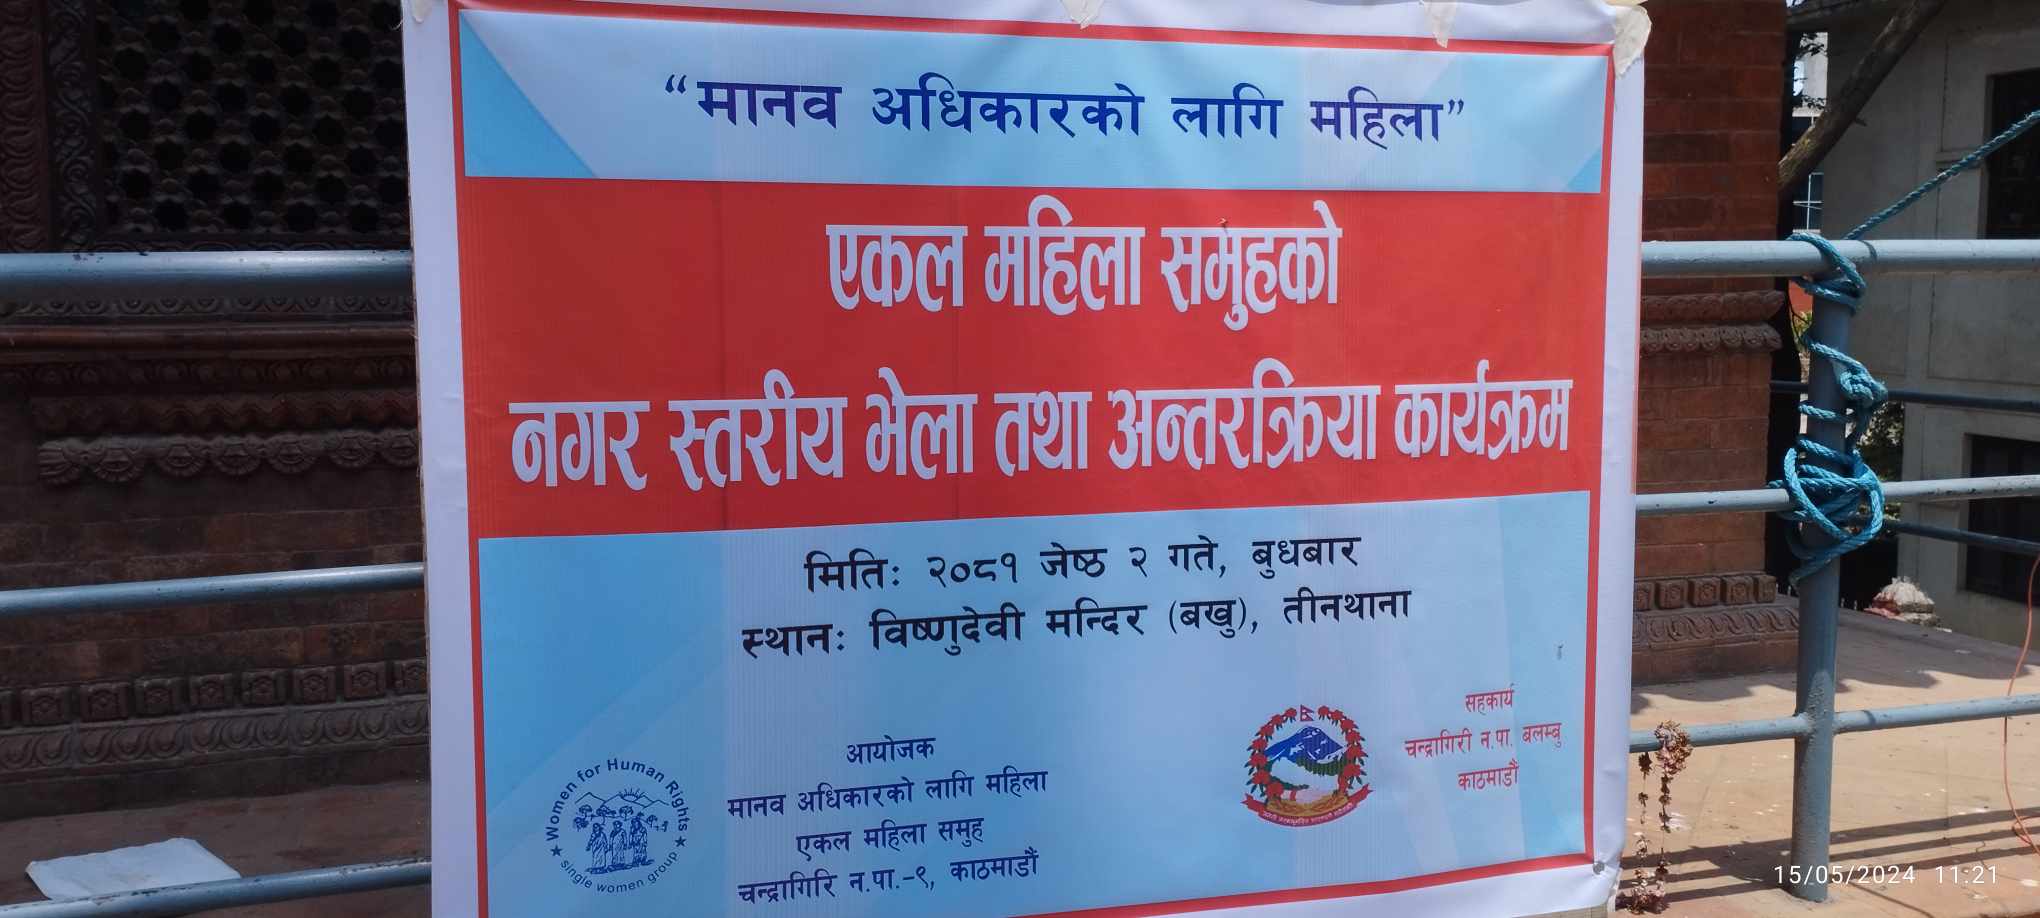 “मानव अधिकारको लागि महिला”
एकल महिला समुहको
नगर स्तरीय भेला तथा अन्तरक्रिया कार्यक्रम
मितिः २०८१ जेष्ठ २ गते, बुधबार
स्थानः विष्णुदेवी मन्दिर (बखु), तीनथाना
Women for Human Rights
single women group
आयोजक
मानव अधिकारको लागि महिला
एकल महिला समुह
चन्द्रागिरि न.पा.-९, काठमाडौं
सहकार्य
चन्द्रागिरी न.पा. बलम्बु
काठमाडौं
15/05/2024 11:21